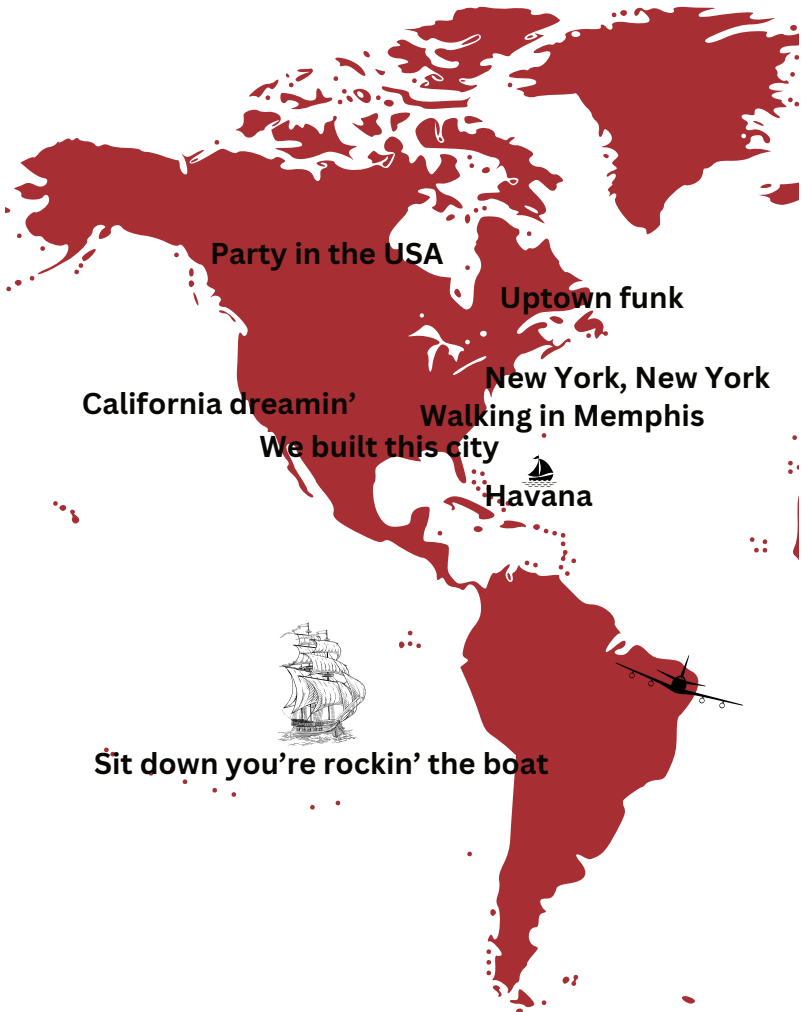 Party in the USA
Uptown funk
New York, New York
California dreamin’
Walking in Memphis
We built this city
Havana
Sit down you’re rockin’ the boat